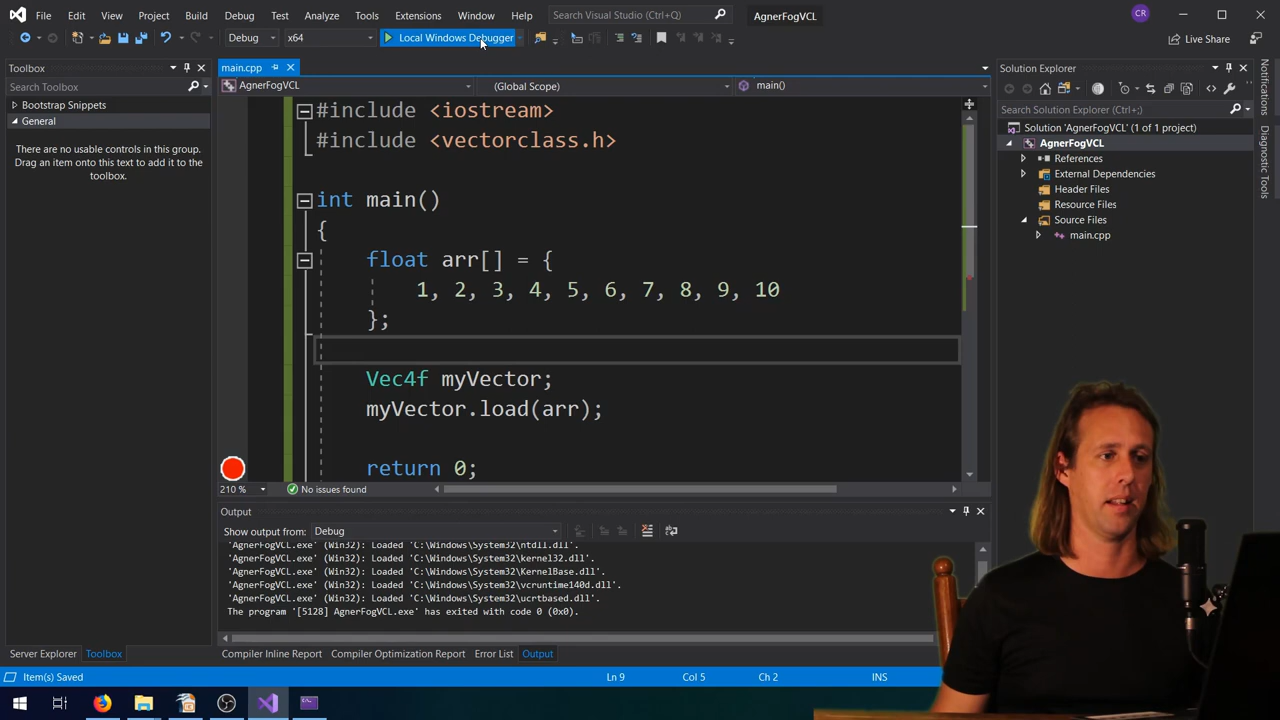 File Edit View Project Build Debug Test Analyze Tools Extensions Window Help Search Visual Studio (Ctrl+Q) AgnerFogVCL CR
Debug x64 Local Windows Debugger Live Share
Toolbox
Search Toolbox
Bootstrap Snippets
General
There are no usable controls in this group.
Drag an item onto this text to add it to the
toolbox.
Server Explorer Toolbox
main.cpp
AgnerFogVCL (Global Scope) main()
#include <iostream>
#include <vectorclass.h>
int main()
{
float arr[] = {
1, 2, 3, 4, 5, 6, 7, 8, 9, 10
};
Vec4f myVector;
myVector.load(arr);
return 0;
210 % No issues found
Output
Show output from: Debug
'AgnerFogVCL.exe' (Win32): Loaded 'C:\Windows\System32\ntdll.dll'.
'AgnerFogVCL.exe' (Win32): Loaded 'C:\Windows\System32\kernel32.dll'.
'AgnerFogVCL.exe' (Win32): Loaded 'C:\Windows\System32\KernelBase.dll'.
'AgnerFogVCL.exe' (Win32): Loaded 'C:\Windows\System32\vcruntime140d.dll'.
'AgnerFogVCL.exe' (Win32): Loaded 'C:\Windows\System32\ucrtbased.dll'.
The program '[5128] AgnerFogVCL.exe' has exited with code 0 (0x0).
Compiler Inline Report Compiler Optimization Report Error List Output
Solution Explorer
Search Solution Explorer (Ctrl+;)
Solution 'AgnerFogVCL' (1 of 1 project)
AgnerFogVCL
References
External Dependencies
Header Files
Resource Files
Source Files
main.cpp
Notifications
Diagnostic Tools
Item(s) Saved Ln 9 Col 5 Ch 2 INS